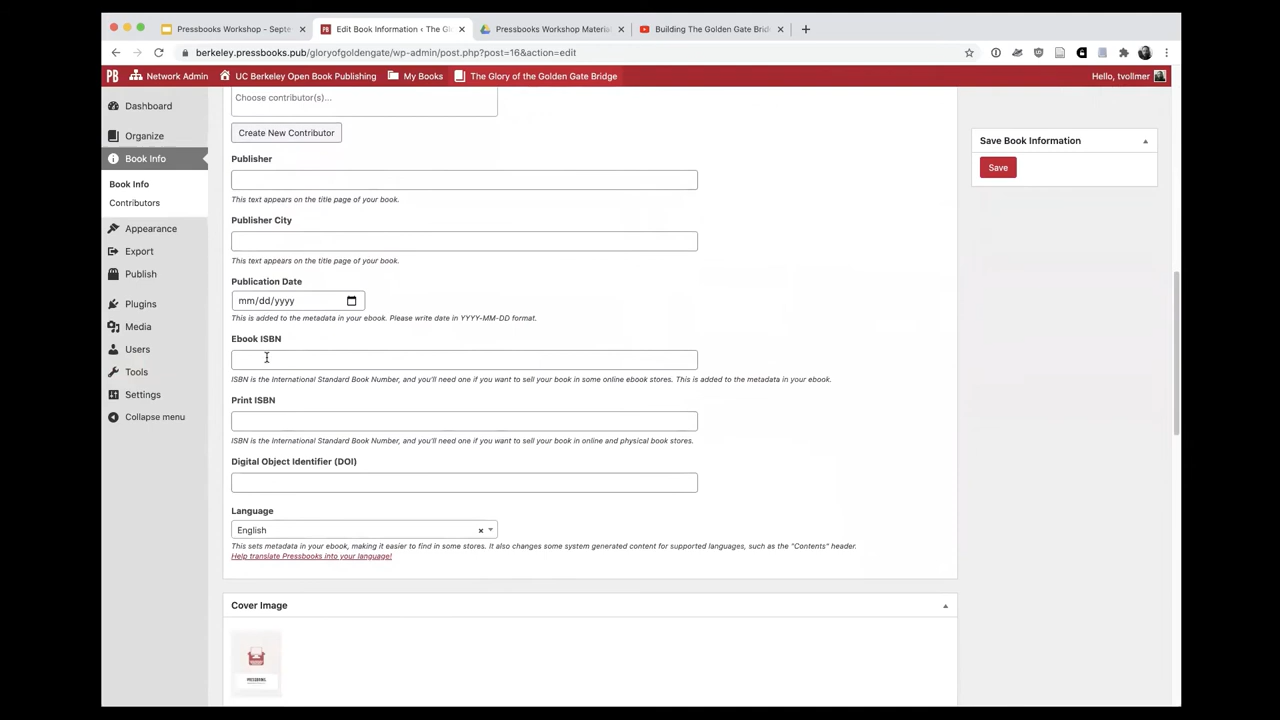 Pressbooks Workshop - Septe
Edit Book Information ‹ The Glo
Pressbooks Workshop Material
Building The Golden Gate Bridg
berkeley.pressbooks.pub/gloryofgoldengate/wp-admin/post.php?post=16&action=edit
PB
Network Admin
UC Berkeley Open Book Publishing
My Books
The Glory of the Golden Gate Bridge
Hello, tvollmer
Dashboard
Organize
Book Info
Book Info
Contributors
Appearance
Export
Publish
Plugins
Media
Users
Tools
Settings
Collapse menu
Choose contributor(s)...
Create New Contributor
Publisher
This text appears on the title page of your book.
Publisher City
This text appears on the title page of your book.
Publication Date
mm/dd/yyyy
This is added to the metadata in your ebook. Please write date in YYYY-MM-DD format.
Ebook ISBN
ISBN is the International Standard Book Number, and you'll need one if you want to sell your book in some online ebook stores. This is added to the metadata in your ebook.
Print ISBN
ISBN is the International Standard Book Number, and you'll need one if you want to sell your book in online and physical book stores.
Digital Object Identifier (DOI)
Language
English
This sets metadata in your ebook, making it easier to find in some stores. It also changes some system generated content for supported languages, such as the "Contents" header.
Help translate Pressbooks into your language!
Cover Image
Save Book Information
Save